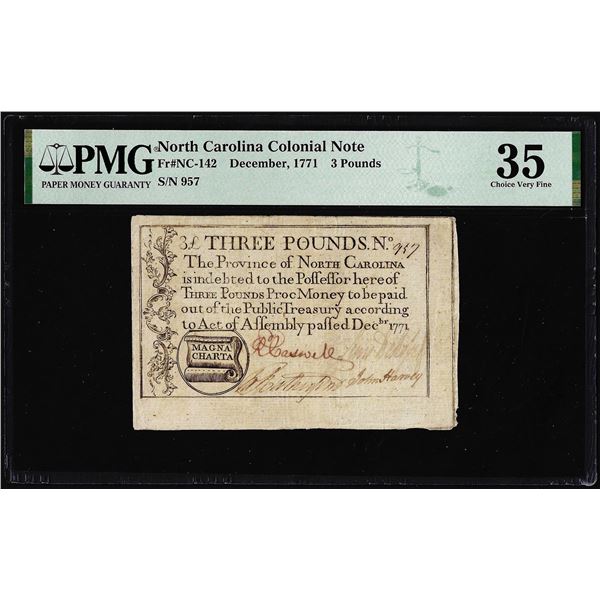 PMG
PAPER MONEY GUARANTY
®North Carolina Colonial Note
Fr#NC-142 December, 1771 3 Pounds
S/N 957
35
Choice Very Fine
3£ THREE POUNDS. No. 957
The Province of NORTH CAROLINA
is indebted to the Poſſeſſor here of
THREE POUNDS Proc Money to be paid
out of the Public Treasury according
to Act of Aſſembly paſſed Decbr. 1771
MAGNA
CHARTA
RCaswell
John Harvey